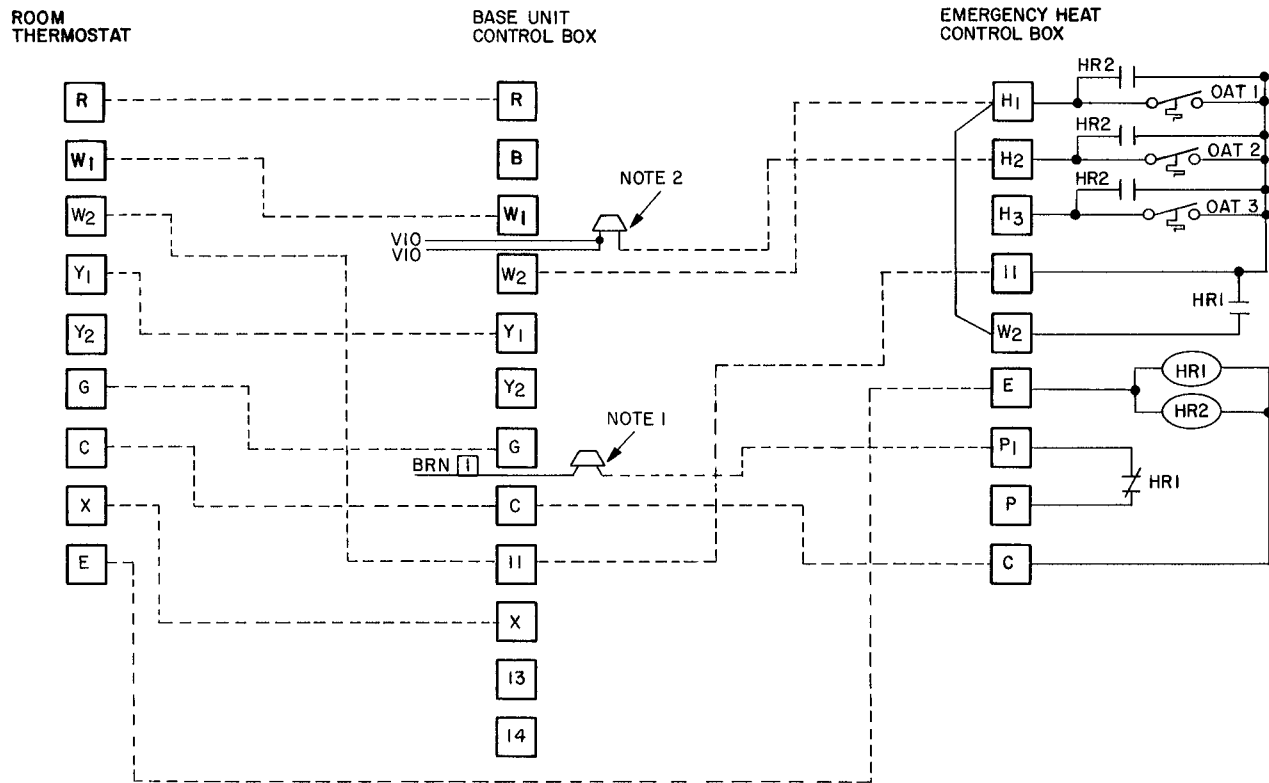 ROOM
THERMOSTAT
BASE UNIT
CONTROL BOX
EMERGENCY HEAT
CONTROL BOX
R
W1
W2
Y1
Y2
G
C
X
E
R
B
W1
NOTE 2
VIO
VIO
W2
Y1
Y2
NOTE 1
G
BRN 1
C
11
X
13
14
H1
HR2
OAT 1
H2
HR2
OAT 2
H3
HR2
OAT 3
11
HR1
W2
E
HR1
HR2
P1
HR1
P
C